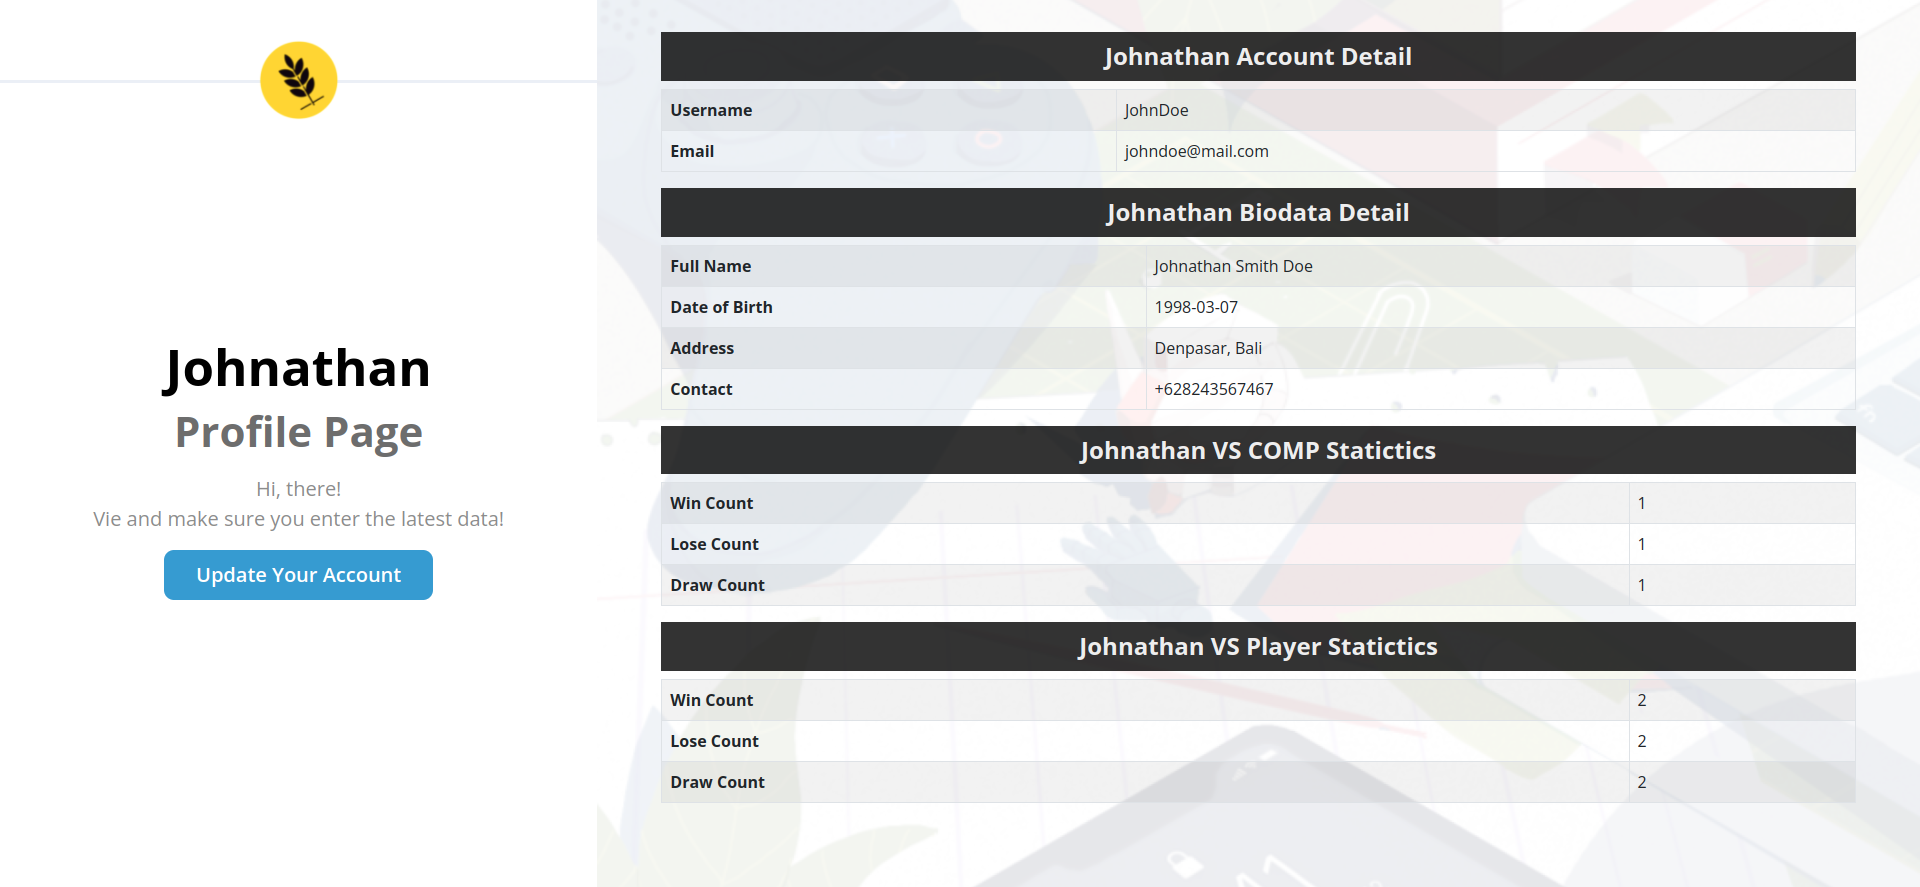 Johnathan
Profile Page
Hi, there!
Vie and make sure you enter the latest data!
Update Your Account
Johnathan Account Detail
Username JohnDoe
Email johndoe@mail.com
Johnathan Biodata Detail
Full Name Johnathan Smith Doe
Date of Birth 1998-03-07
Address Denpasar, Bali
Contact +628243567467
Johnathan VS COMP Statictics
Win Count 1
Lose Count 1
Draw Count 1
Johnathan VS Player Statictics
Win Count 2
Lose Count 2
Draw Count 2